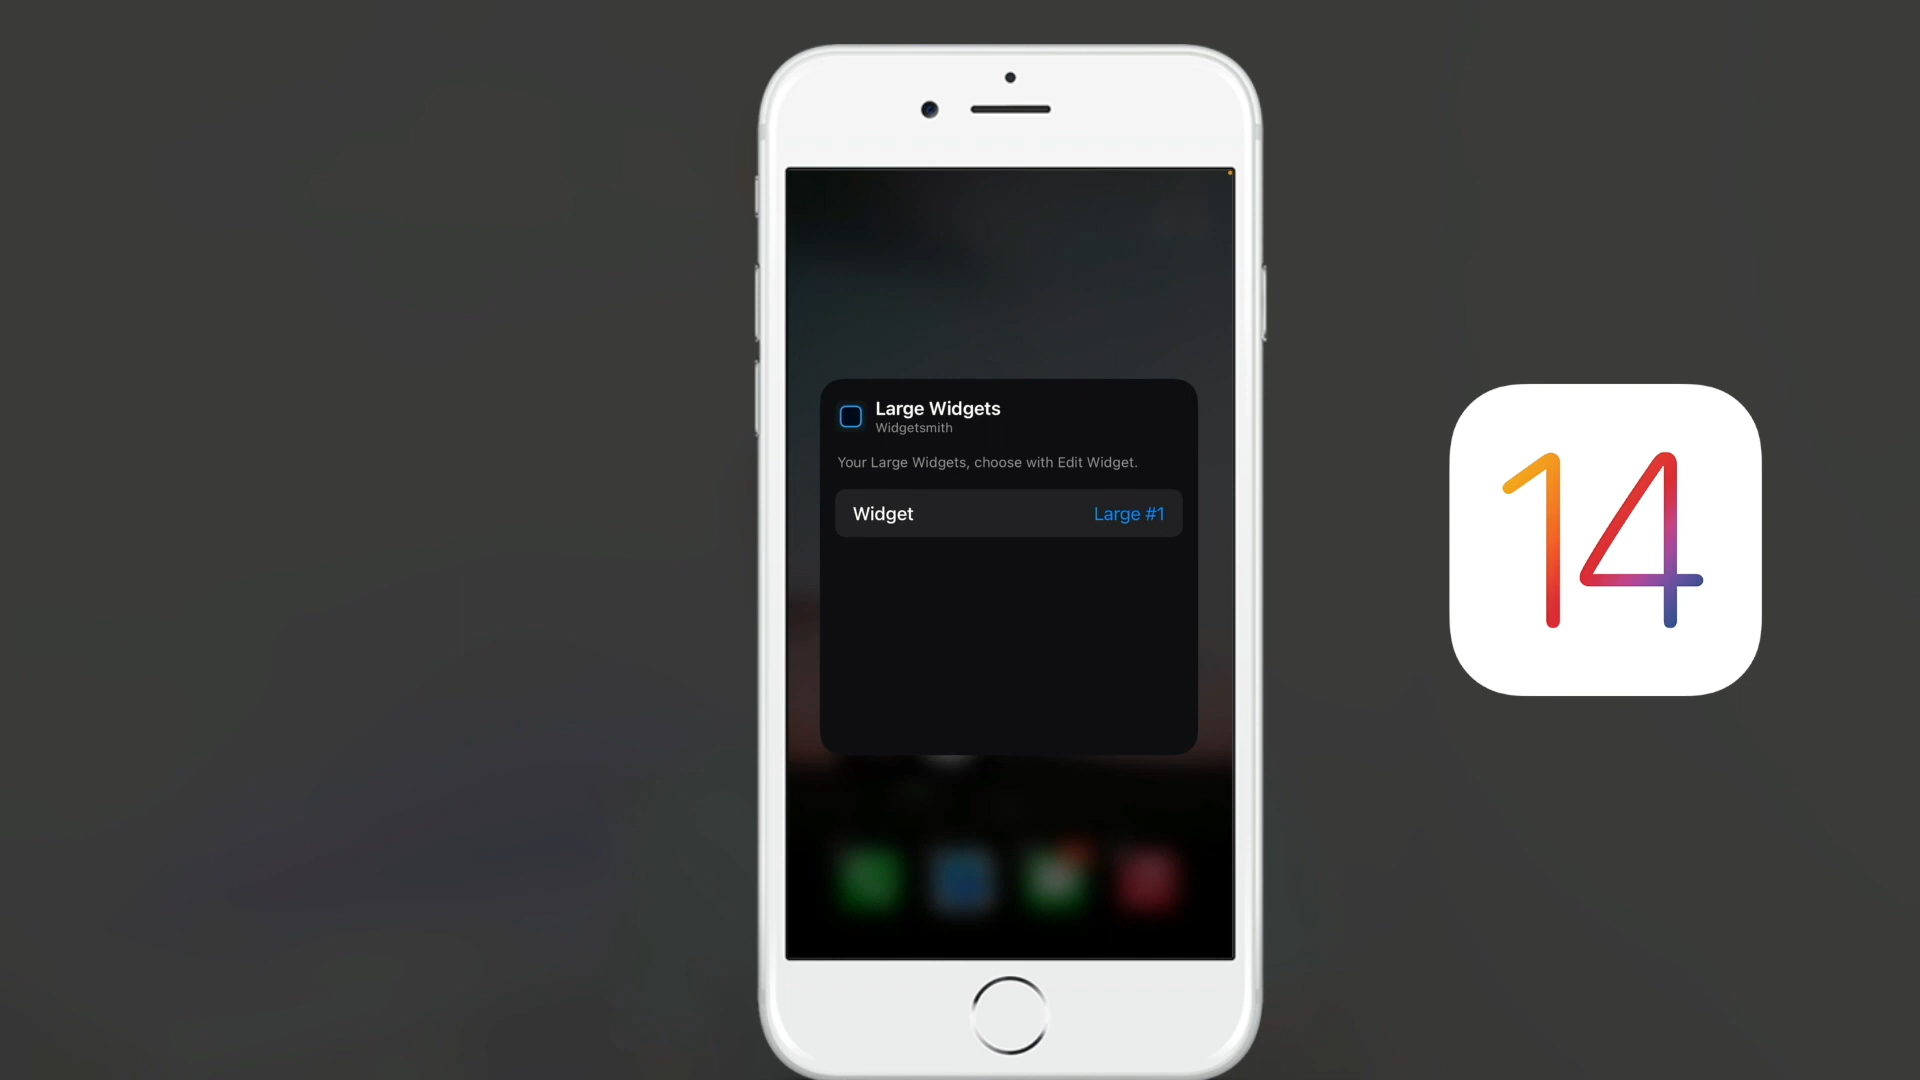 Large Widgets
Widgetsmith
Your Large Widgets, choose with Edit Widget.
Widget Large #1
14